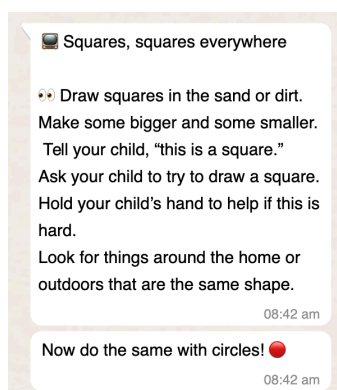 📺 Squares, squares everywhere
👀 Draw squares in the sand or dirt.
Make some bigger and some smaller.
Tell your child, “this is a square.”
Ask your child to try to draw a square.
Hold your child’s hand to help if this is
hard.
Look for things around the home or
outdoors that are the same shape.
08:42 am
Now do the same with circles! 🔴
08:42 am